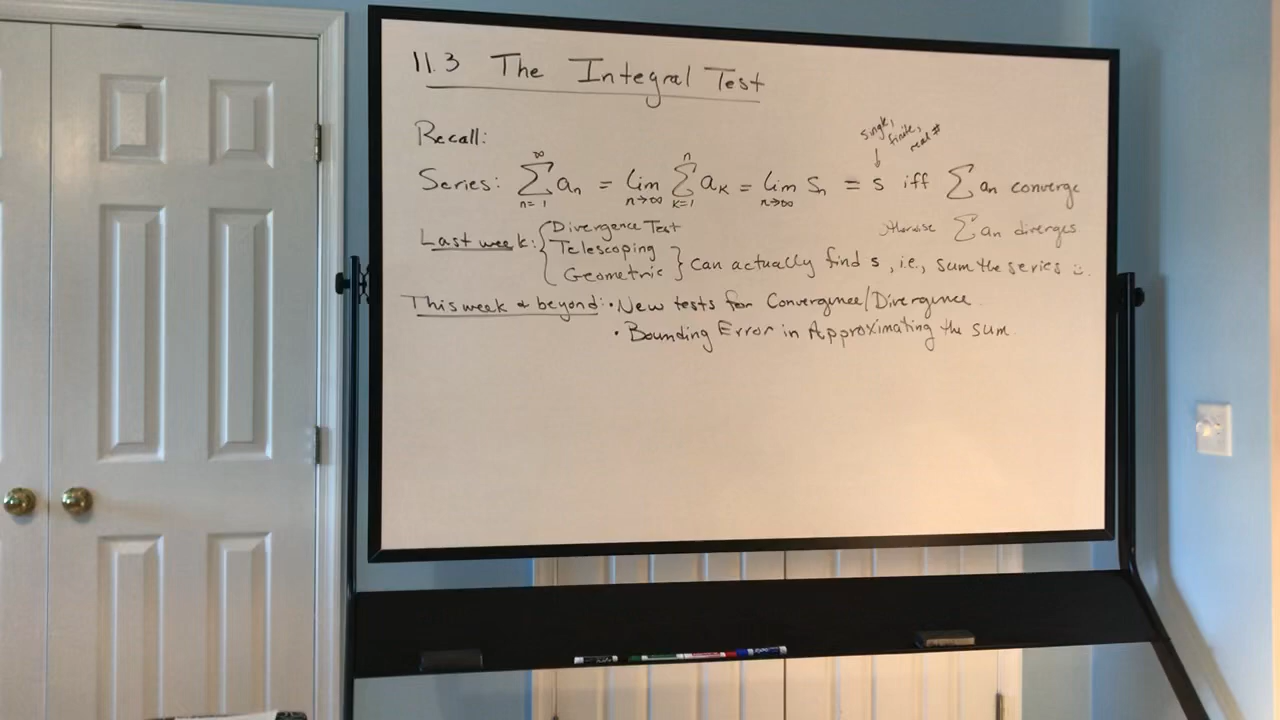 11.3 The Integral Test
Recall:
single, finite, real #
Series: ∞∑n=1 an = lim n→∞ n∑k=1 ak = lim n→∞ Sn = s iff ∑an converge
otherwise ∑an diverges
Last week: { Divergence Test
Telescoping
Geometric } can actually find s, i.e., sum the series :).
This week & beyond: • New tests for Convergence/Divergence
• Bounding Error in Approximating the sum.